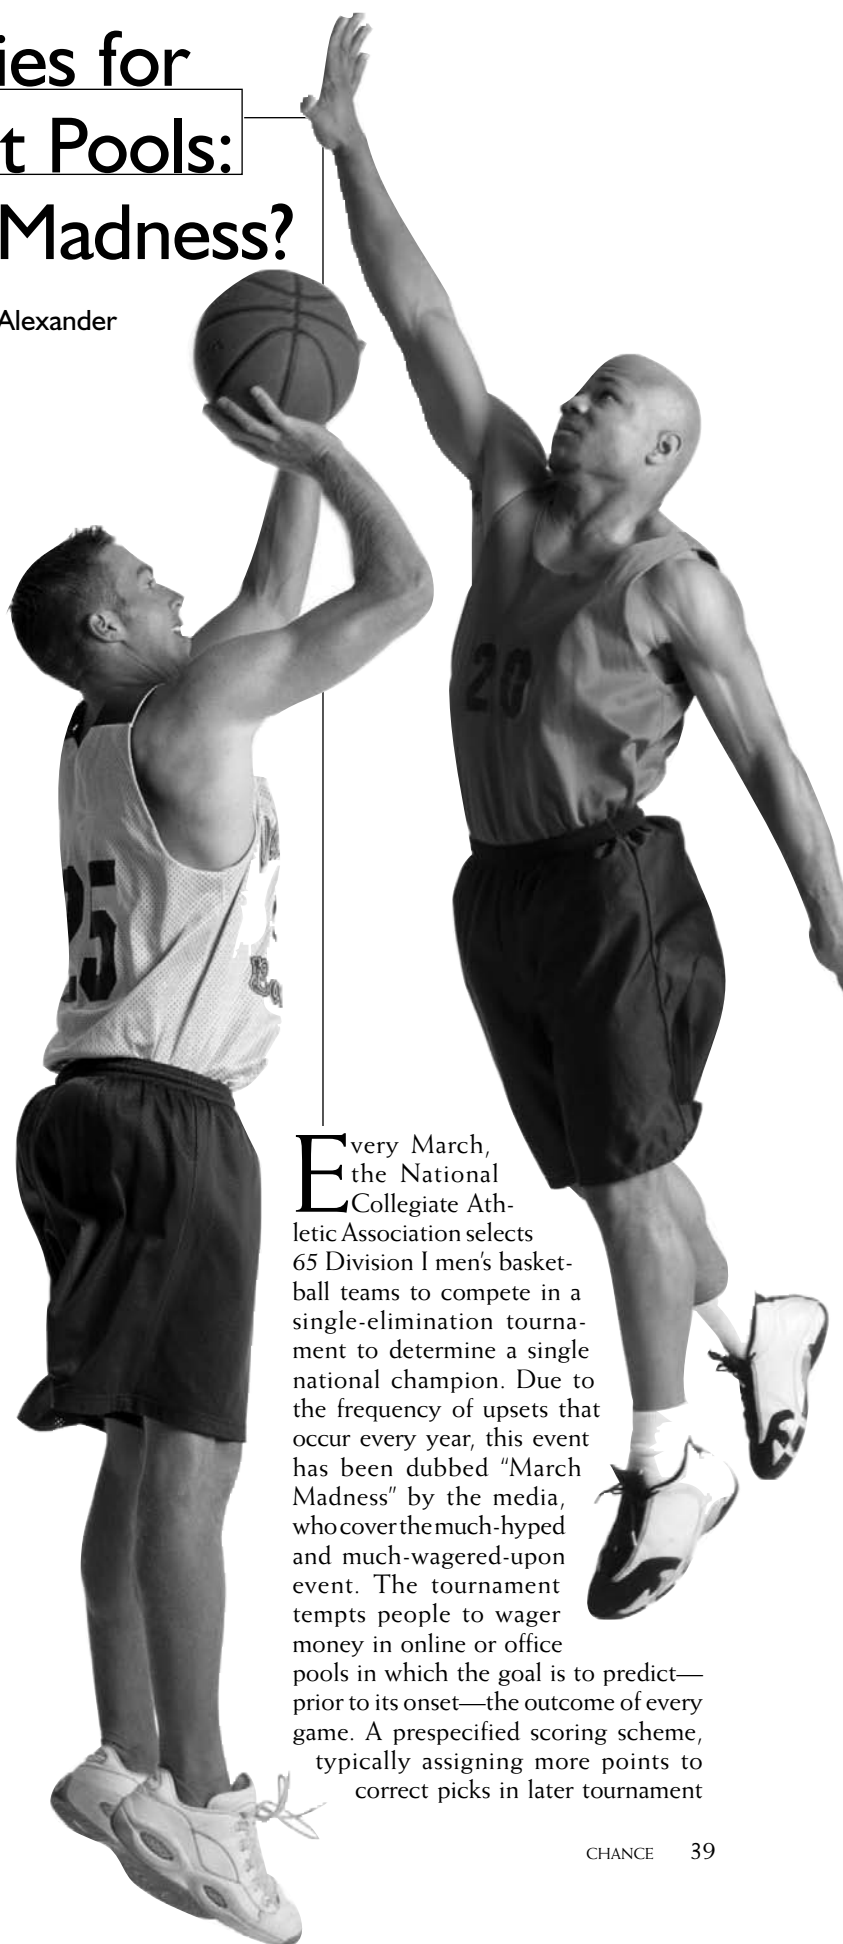 ies for
t Pools:
Madness?
Alexander
20
25
Every March,
the National
Collegiate Ath-
letic Association selects
65 Division I men's basket-
ball teams to compete in a
single-elimination tourna-
ment to determine a single
national champion. Due to
the frequency of upsets that
occur every year, this event
has been dubbed “March
Madness” by the media,
who cover the much-hyped
and much-wagered-upon
event. The tournament
tempts people to wager
money in online or office
pools in which the goal is to predict—
prior to its onset—the outcome of every
game. A prespecified scoring scheme,
typically assigning more points to
correct picks in later tournament
CHANCE 39